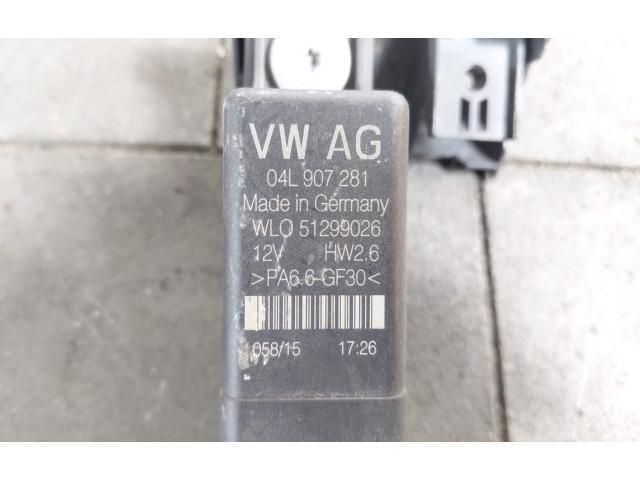 VW AG
04L 907 281
Made in Germany
WLO 51299026
12V HW2.6
>PA6.6-GF30<
058/15 17:26